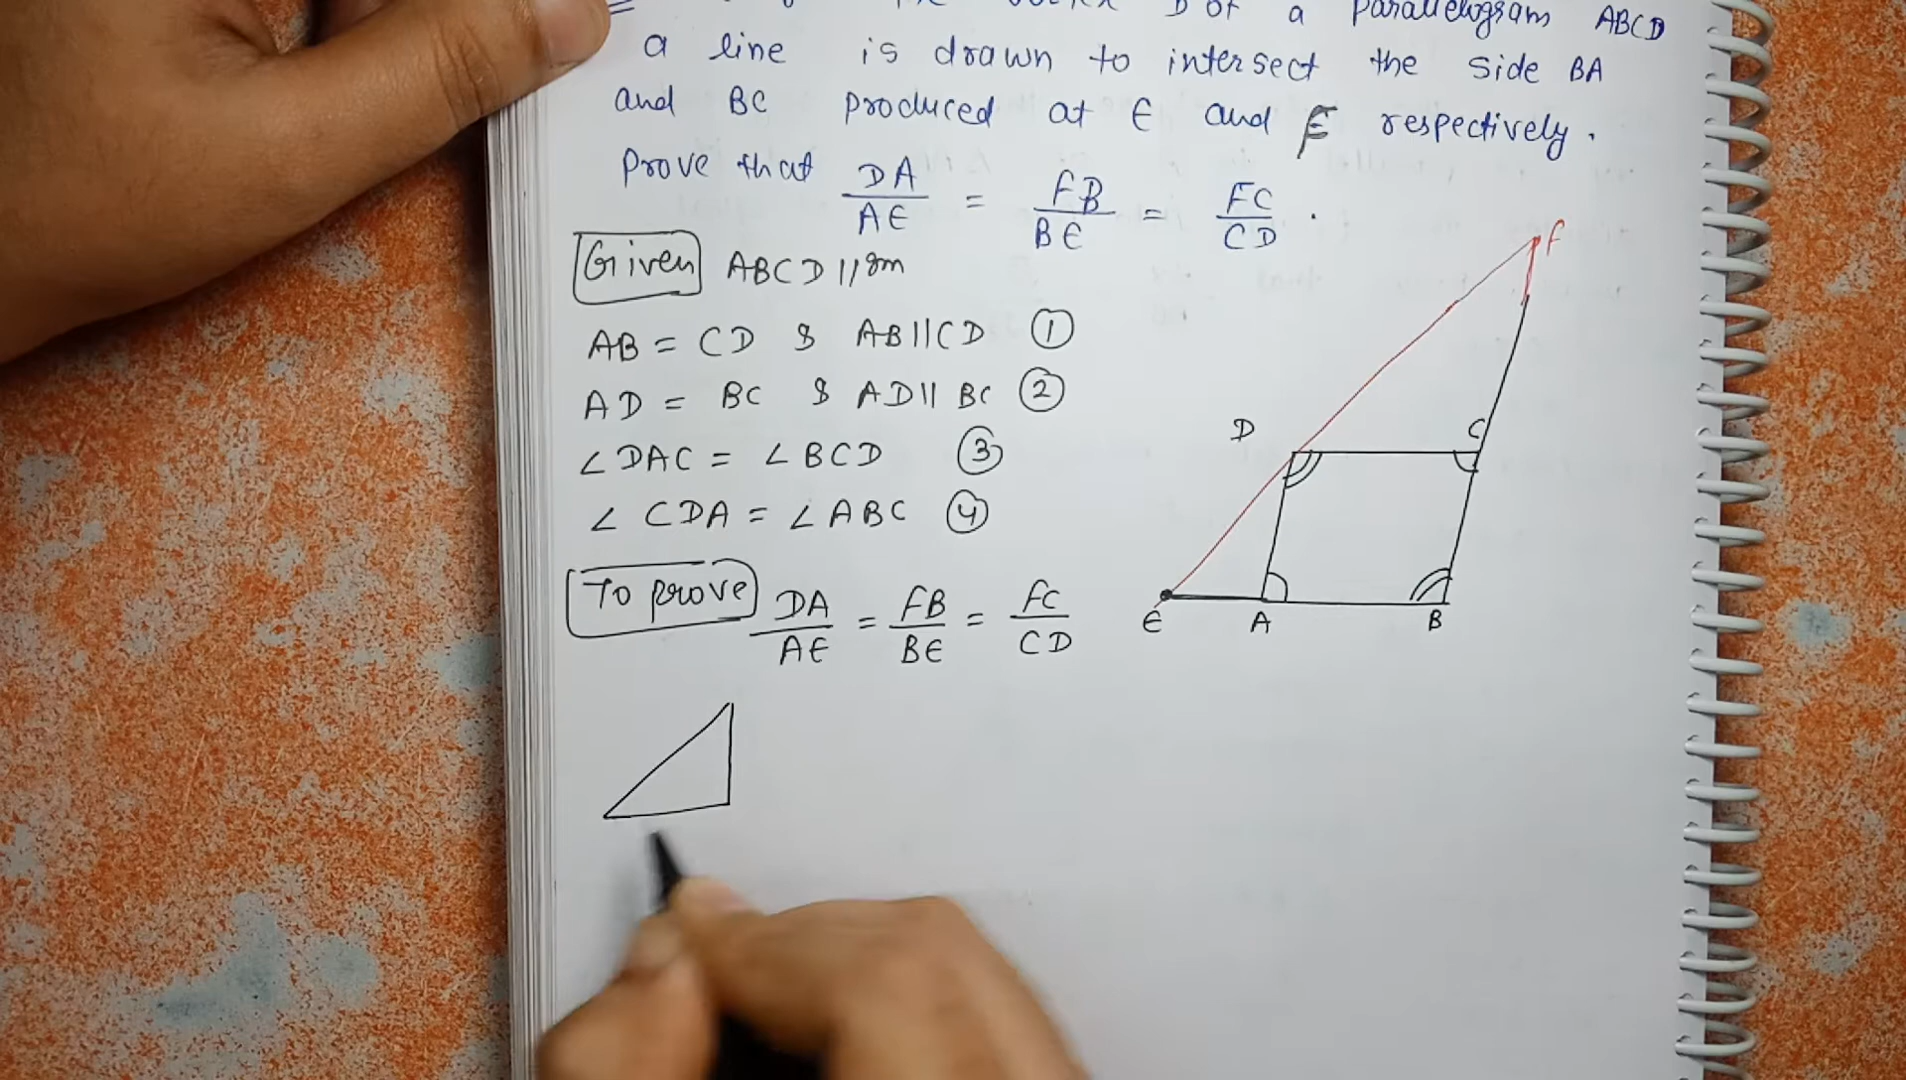 D of a parallelogram ABCD
a line is drawn to intersect the side BA
and BC produced at E and F respectively.
Prove that DA/AE = FB/BE = FC/CD .
Given ABCD ||gm
AB = CD & AB||CD ①
AD = BC & AD||BC ②
∠DAC = ∠BCD ③
∠CDA = ∠ABC ④
To prove DA/AE = FB/BE = FC/CD
F
D C
E A B